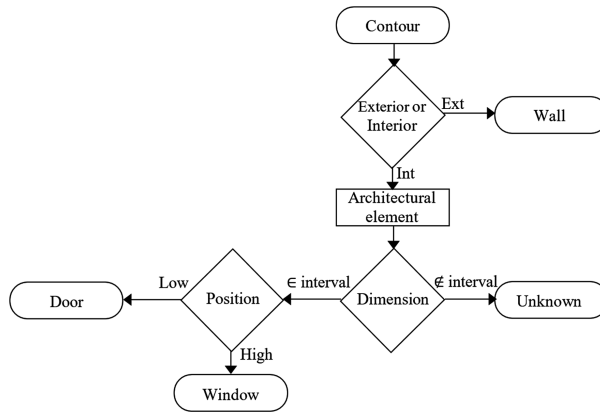 Contour
Exterior or
Interior
Ext
Wall
Int
Architectural
element
Low
Position
∈ interval
Dimension
∉ interval
Door
Unknown
High
Window